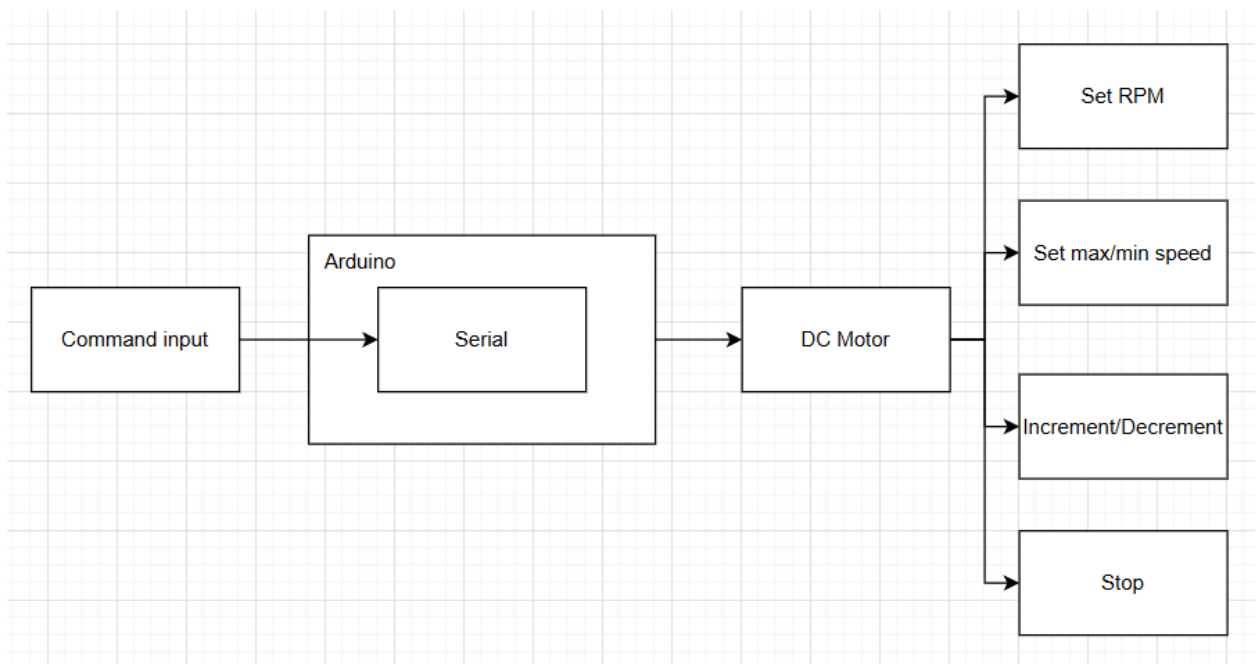 Set RPM
Arduino
Set max/min speed
Command input
Serial
DC Motor
Increment/Decrement
Stop